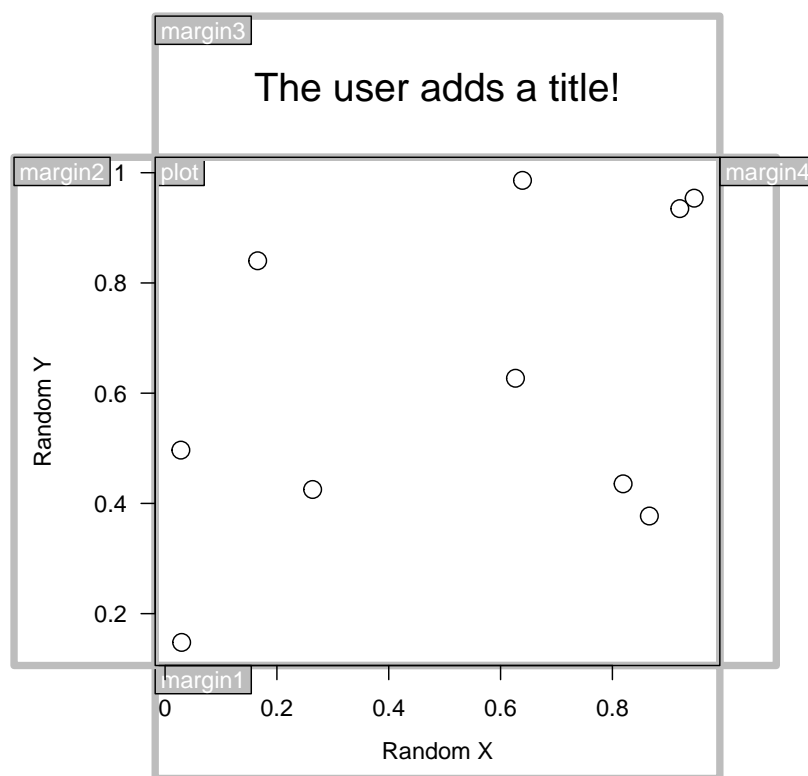 margin3
The user adds a title!
margin2
1
plot
margin4
0.8
0.6
Random Y
0.4
0.2
margin1
0 0.2 0.4 0.6 0.8
Random X